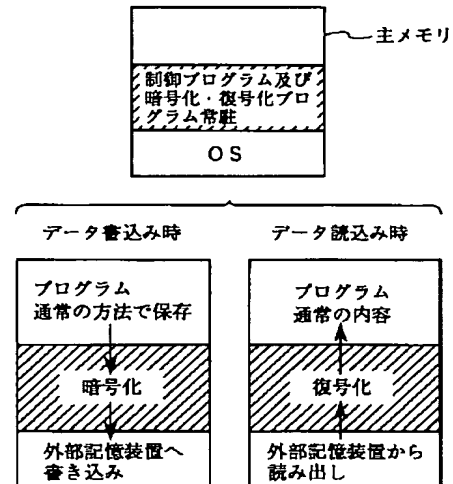 主メモリ
制御プログラム及び
暗号化・復号化プロ
グラム常駐
OS
データ書込み時
データ読込み時
プログラム
通常の方法で保存
暗号化
外部記憶装置へ
書き込み
プログラム
通常の内容
復号化
外部記憶装置から
読み出し